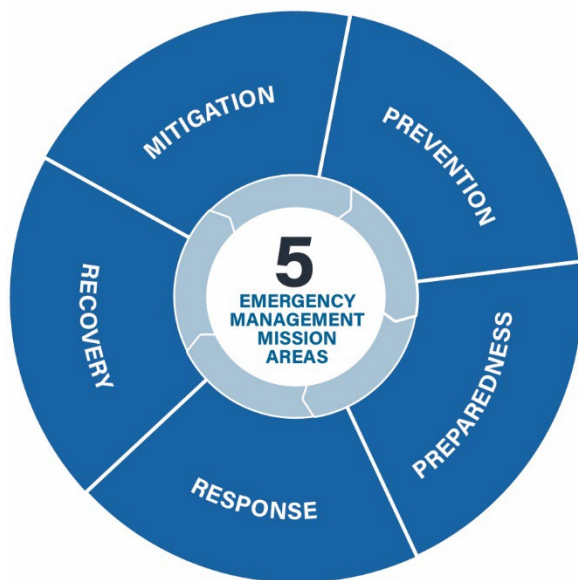 MITIGATION
PREVENTION
PREPAREDNESS
RESPONSE
RECOVERY
5
EMERGENCY
MANAGEMENT
MISSION
AREAS